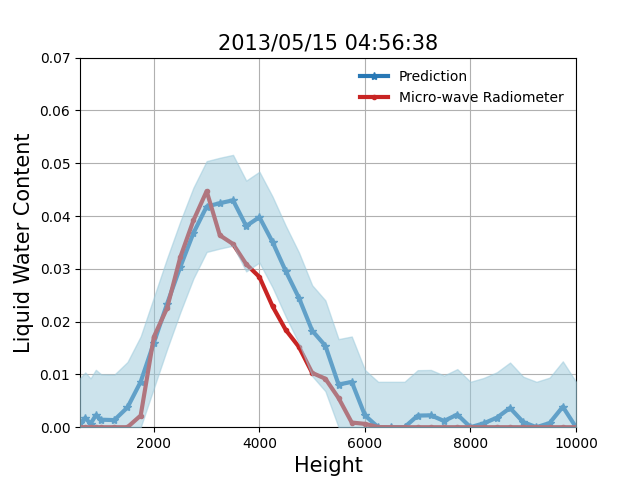 2013/05/15 04:56:38
Prediction
Micro-wave Radiometer
Liquid Water Content
0.07
0.06
0.05
0.04
0.03
0.02
0.01
0.00
2000 4000 6000 8000 10000
Height